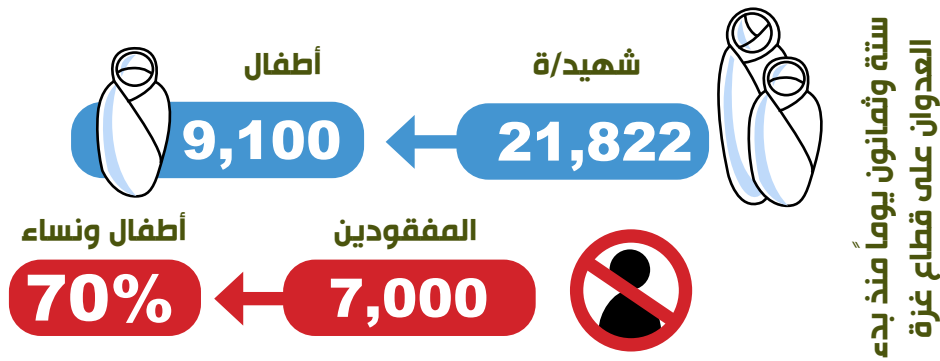 ستة وثمانون يوماً منذ بدء
العدوان على قطاع غزة
شهيد/ة
أطفال
21,822
9,100
المفقودين
أطفال ونساء
7,000
70%